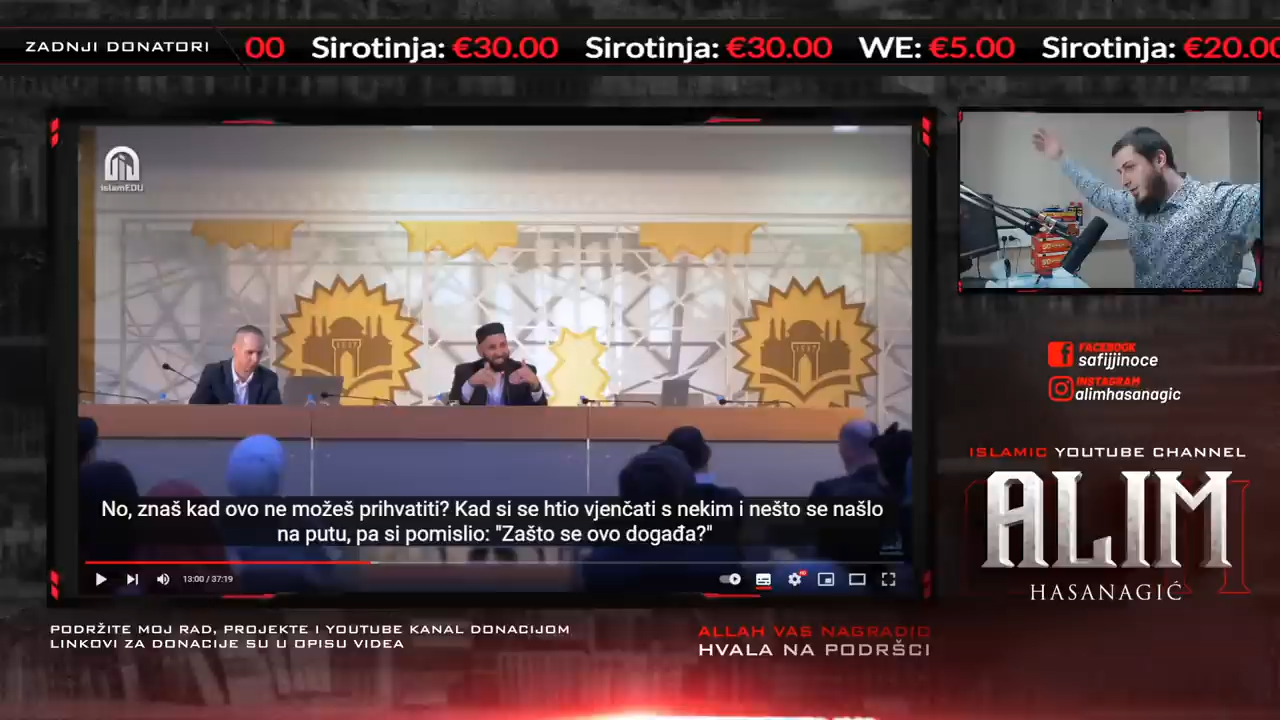 ZADNJI DONATORI
00 Sirotinja: €30.00 Sirotinja: €30.00 WE: €5.00 Sirotinja: €20.00
islamEDU
No, znaš kad ovo ne možeš prihvatiti? Kad si se htio vjenčati s nekim i nešto se našlo
na putu, pa si pomislio: "Zašto se ovo događa?"
13:00 / 37:19
HD
FACEBOOK
safijjinoce
INSTAGRAM
alimhasanagic
ISLAMIC YOUTUBE CHANNEL
ALIM
HASANAGIĆ
PODRŽITE MOJ RAD, PROJEKTE I YOUTUBE KANAL DONACIJOM
LINKOVI ZA DONACIJE SU U OPISU VIDEA
ALLAH VAS NAGRADIO
HVALA NA PODRŠCI